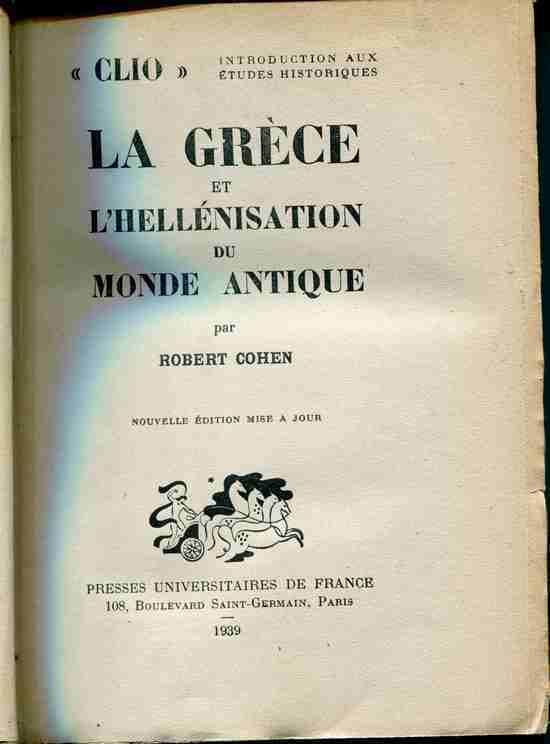 « CLIO » INTRODUCTION AUX
ÉTUDES HISTORIQUES
LA GRÈCE
ET
L'HELLÉNISATION
DU
MONDE ANTIQUE
par
ROBERT COHEN
NOUVELLE ÉDITION MISE A JOUR
PRESSES UNIVERSITAIRES DE FRANCE
108, BOULEVARD SAINT-GERMAIN, PARIS
1939